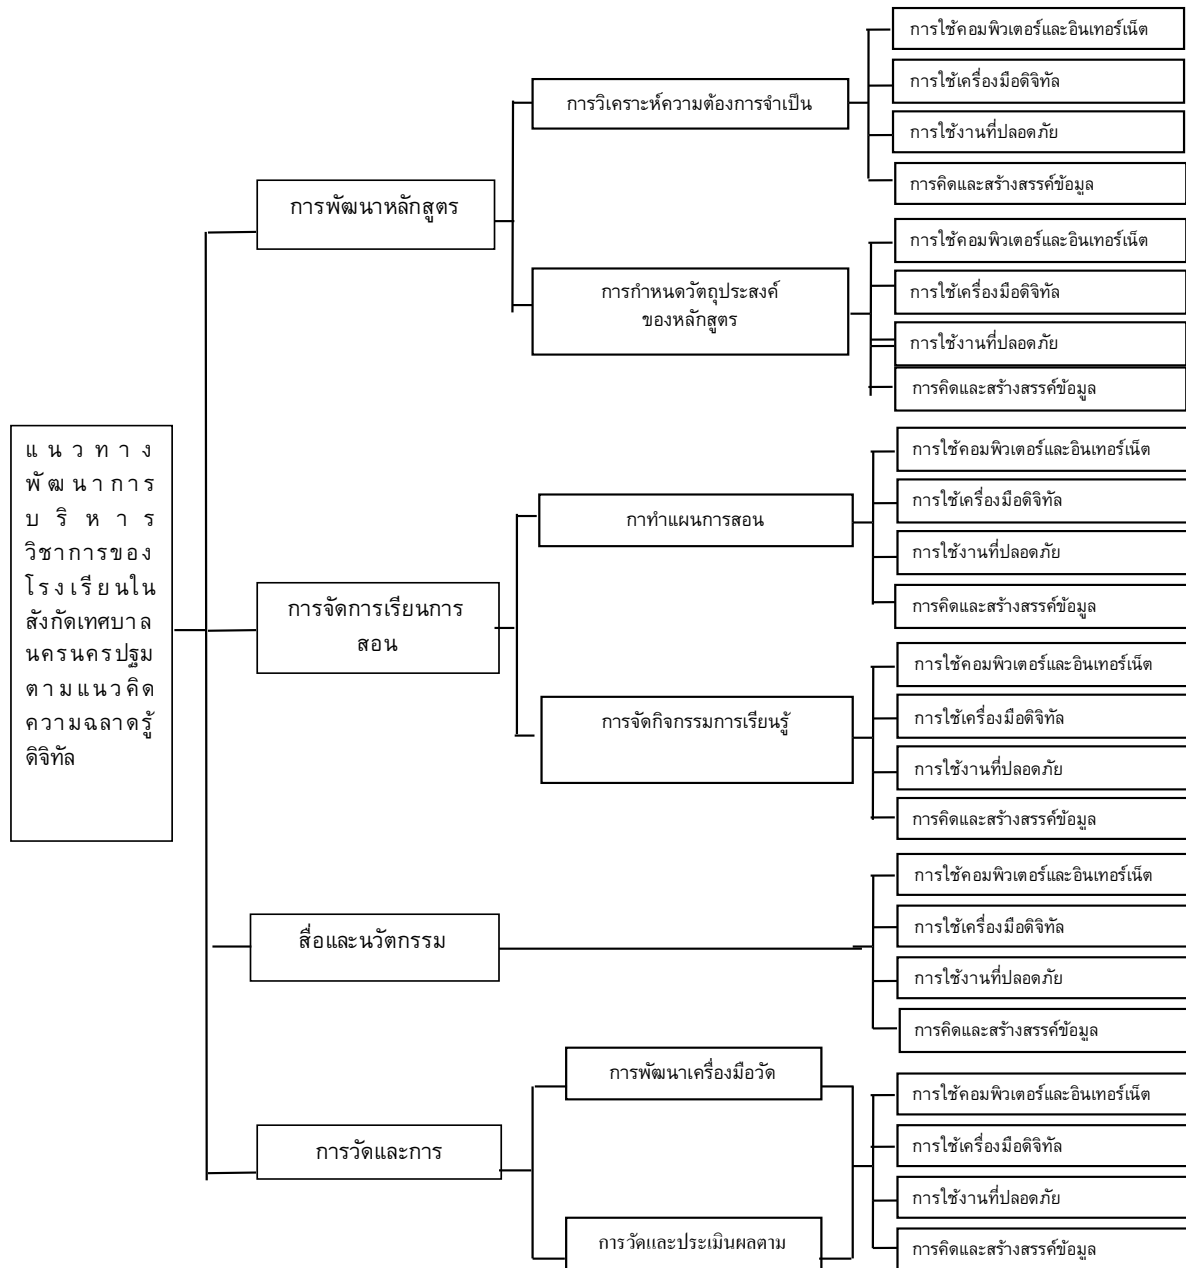 แนวทาง
พัฒนาการ
บริหาร
วิชาการของ
โรงเรียนใน
สังกัดเทศบาล
นครนครปฐม
ตามแนวคิด
ความฉลาดรู้
ดิจิทัล
การพัฒนาหลักสูตร
การวิเคราะห์ความต้องการจำเป็น
การใช้คอมพิวเตอร์และอินเทอร์เน็ต
การใช้เครื่องมือดิจิทัล
การใช้งานที่ปลอดภัย
การคิดและสร้างสรรค์ข้อมูล
การกำหนดวัตถุประสงค์
ของหลักสูตร
การใช้คอมพิวเตอร์และอินเทอร์เน็ต
การใช้เครื่องมือดิจิทัล
การใช้งานที่ปลอดภัย
การคิดและสร้างสรรค์ข้อมูล
การจัดการเรียนการ
สอน
กาทำแผนการสอน
การใช้คอมพิวเตอร์และอินเทอร์เน็ต
การใช้เครื่องมือดิจิทัล
การใช้งานที่ปลอดภัย
การคิดและสร้างสรรค์ข้อมูล
การจัดกิจกรรมการเรียนรู้
การใช้คอมพิวเตอร์และอินเทอร์เน็ต
การใช้เครื่องมือดิจิทัล
การใช้งานที่ปลอดภัย
การคิดและสร้างสรรค์ข้อมูล
สื่อและนวัตกรรม
การใช้คอมพิวเตอร์และอินเทอร์เน็ต
การใช้เครื่องมือดิจิทัล
การใช้งานที่ปลอดภัย
การคิดและสร้างสรรค์ข้อมูล
การวัดและการ
การพัฒนาเครื่องมือวัด
การวัดและประเมินผลตาม
การใช้คอมพิวเตอร์และอินเทอร์เน็ต
การใช้เครื่องมือดิจิทัล
การใช้งานที่ปลอดภัย
การคิดและสร้างสรรค์ข้อมูล